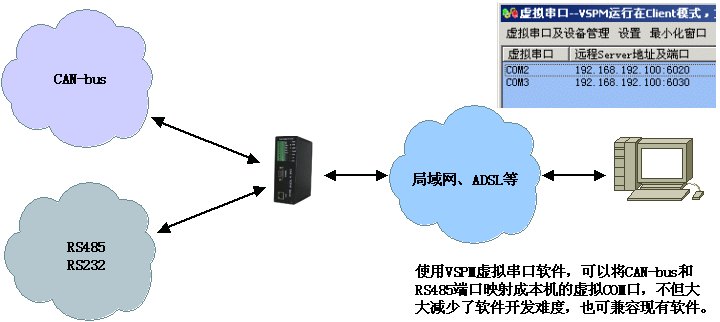 虚拟串口--VSPM运行在Client模式，
虚拟串口及设备管理 设置 最小化窗口
虚拟串口 远程Server地址及端口
COM2 192.168.192.100:6020
COM3 192.168.192.100:6030
CAN-bus
局域网、ADSL等
RS485
RS232
使用VSPM虚拟串口软件，可以将CAN-bus和
RS485端口映射成本机的虚拟COM口，不但大
大减少了软件开发难度，也可兼容现有软件。